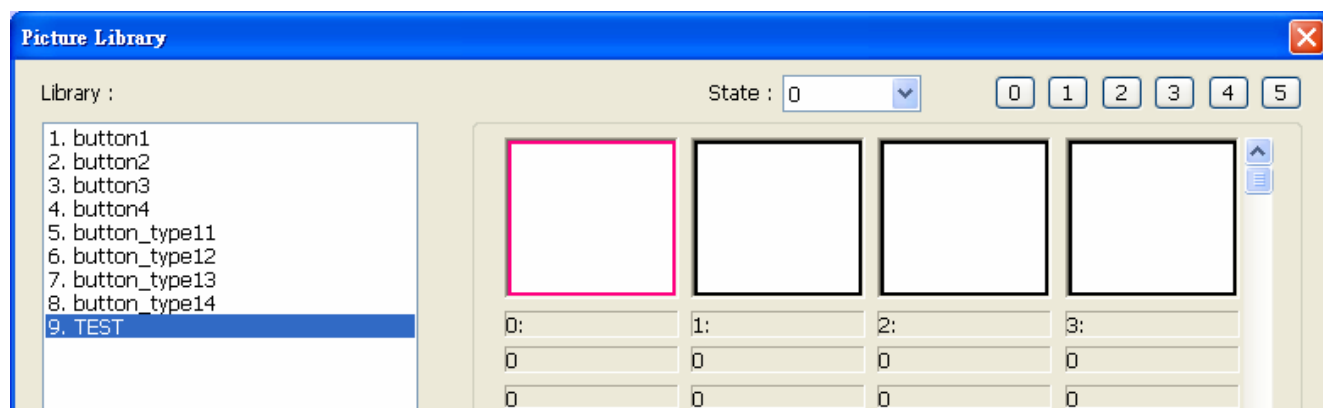 Picture Library
Library :
State : 0
0 1 2 3 4 5
1. button1
2. button2
3. button3
4. button4
5. button_type11
6. button_type12
7. button_type13
8. button_type14
9. TEST
0: 1: 2: 3:
0 0 0 0
0 0 0 0